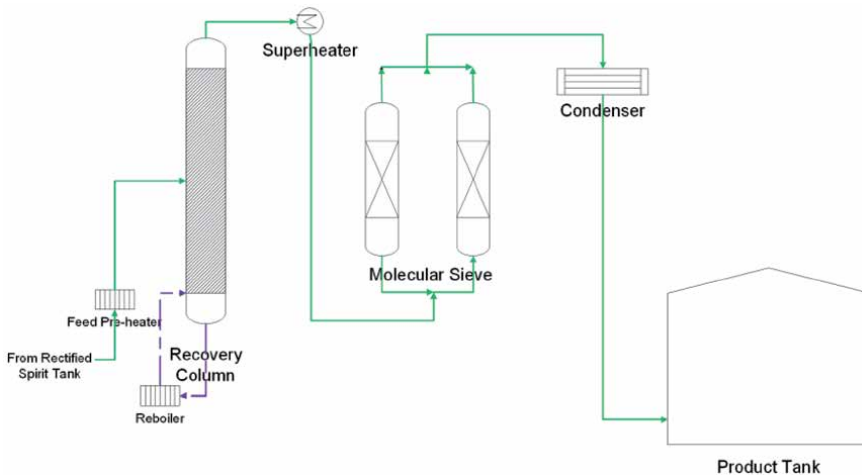 Superheater
Condenser
Molecular Sieve
Feed Pre-heater
From Rectified
Spirit Tank
Recovery
Column
Reboiler
Product Tank